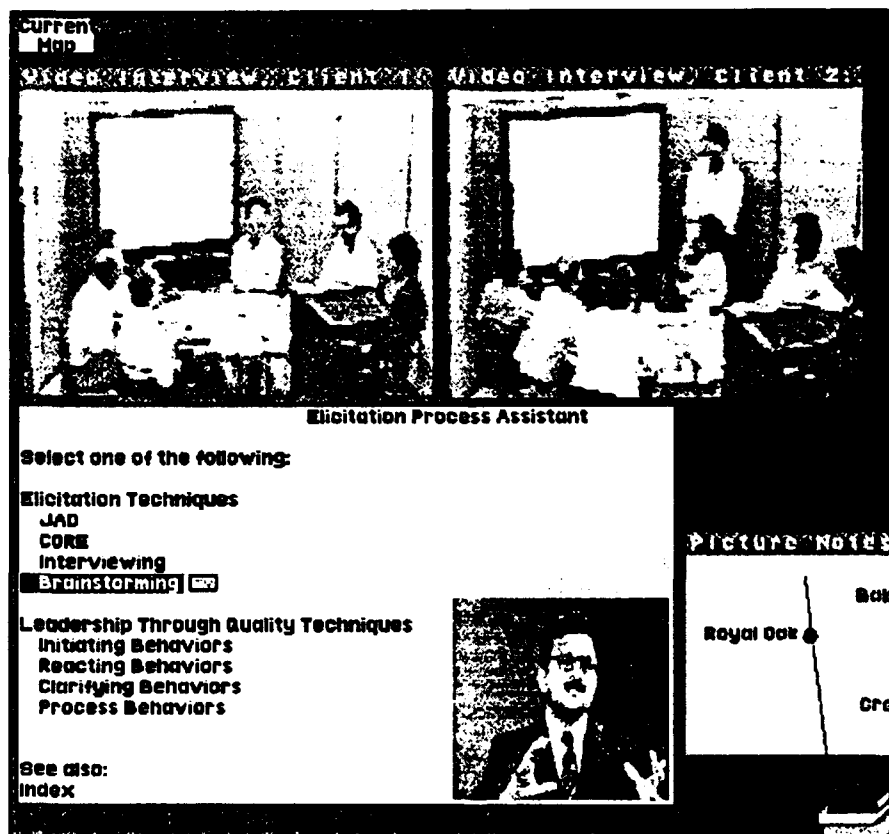 Current
Map
Video Interview, Client 1:
Video Interview, Client 2:
Elicitation Process Assistant
Select one of the following:
Elicitation Techniques
JAD
CORE
Interviewing
Brainstorming
Leadership Through Quality Techniques
Initiating Behaviors
Reacting Behaviors
Clarifying Behaviors
Process Behaviors
See also:
Index
Picture Notes
Royal Oak
Cre